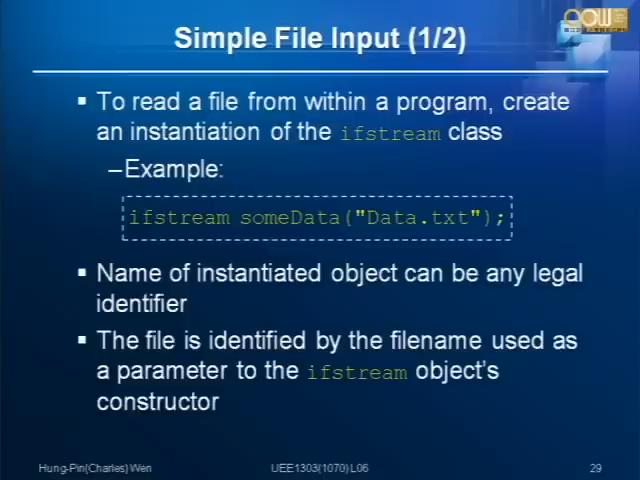 Simple File Input (1/2)
▪ To read a file from within a program, create
an instantiation of the ifstream class
–Example:
ifstream someData("Data.txt");
▪ Name of instantiated object can be any legal
identifier
▪ The file is identified by the filename used as
a parameter to the ifstream object's
constructor
Hung-Pin(Charles) Wen
UEE1303(1070) L06
29